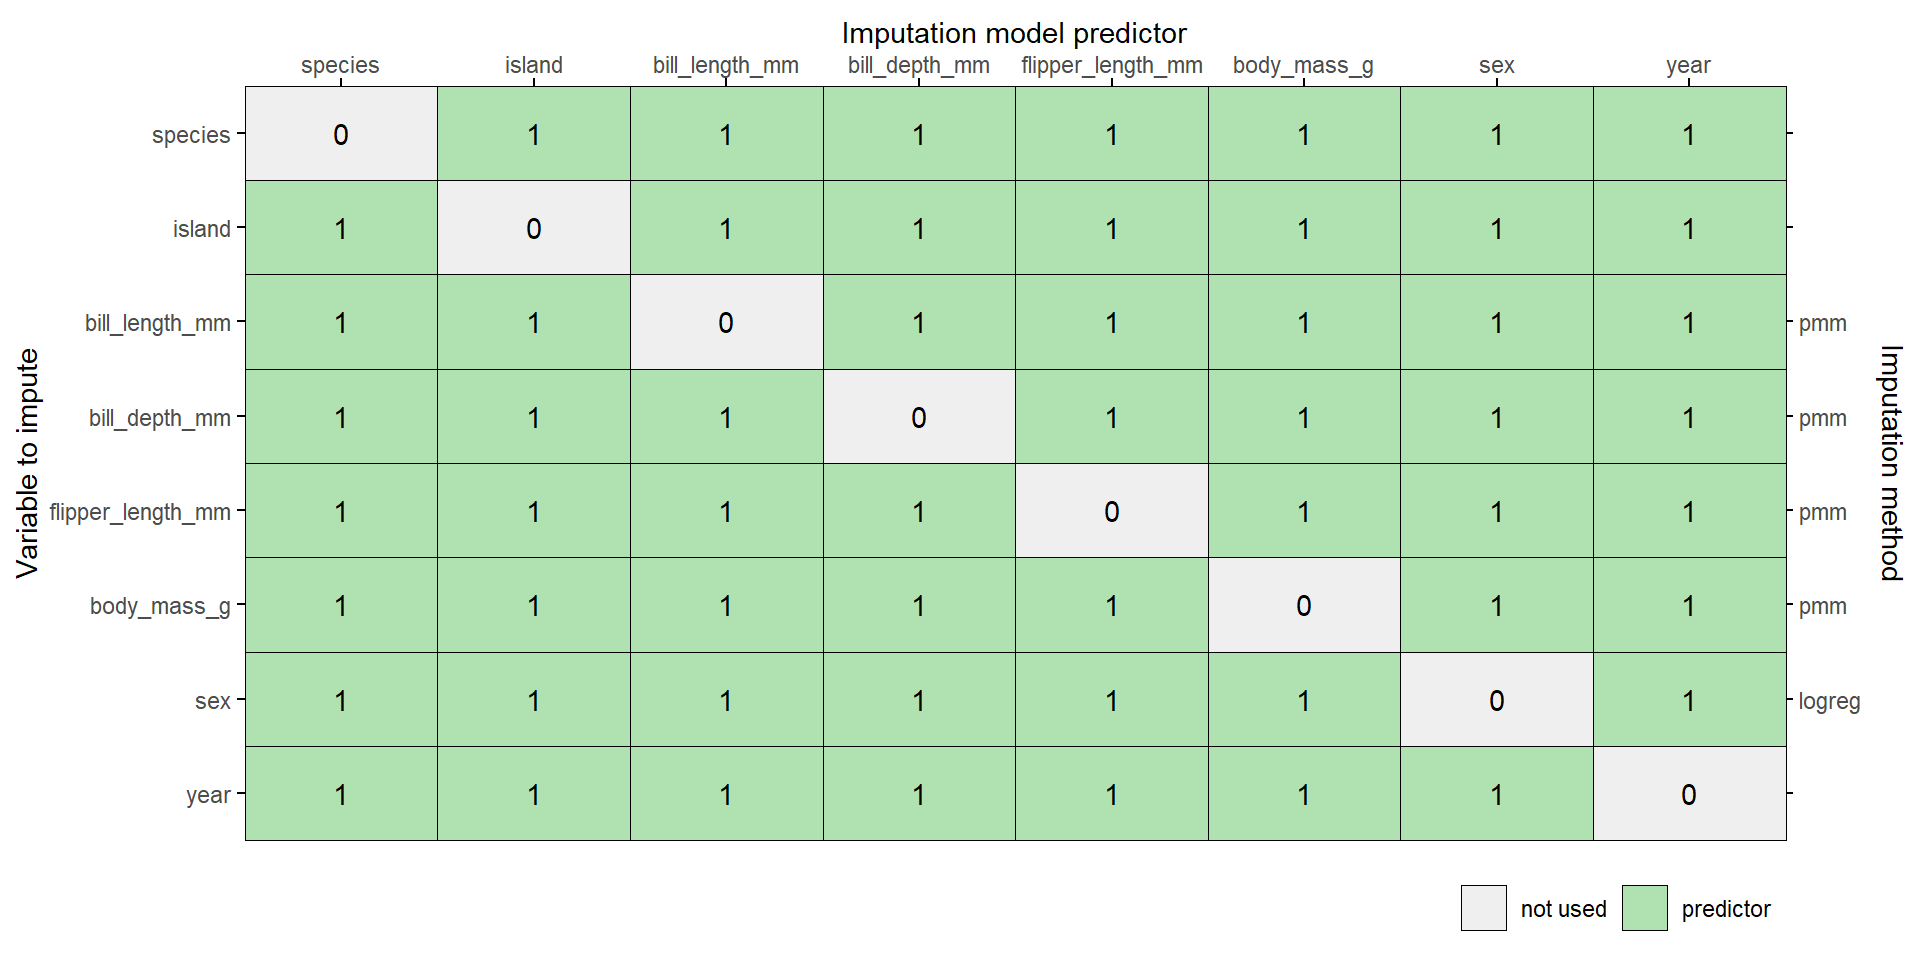 Imputation model predictor
species island bill_length_mm bill_depth_mm flipper_length_mm body_mass_g sex year
species 0 1 1 1 1 1 1 1
island 1 0 1 1 1 1 1 1
bill_length_mm 1 1 0 1 1 1 1 1 pmm
bill_depth_mm 1 1 1 0 1 1 1 1 pmm
flipper_length_mm 1 1 1 1 0 1 1 1 pmm
body_mass_g 1 1 1 1 1 0 1 1 pmm
sex 1 1 1 1 1 1 0 1 logreg
year 1 1 1 1 1 1 1 0
Variable to impute
Imputation method
not used predictor